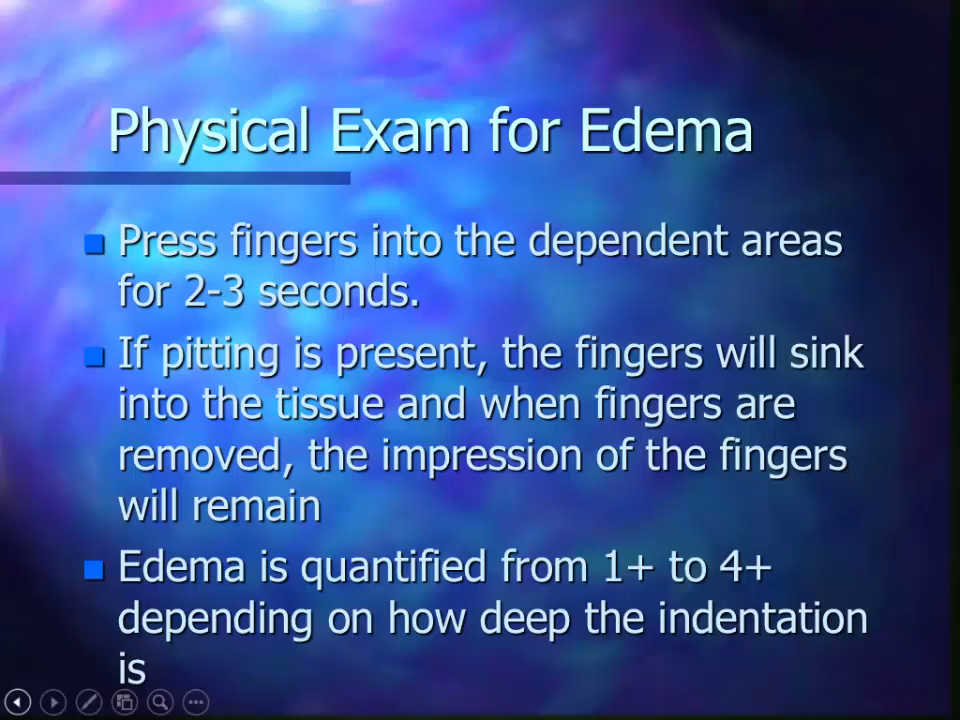 Physical Exam for Edema
Press fingers into the dependent areas
for 2-3 seconds.
If pitting is present, the fingers will sink
into the tissue and when fingers are
removed, the impression of the fingers
will remain
Edema is quantified from 1+ to 4+
depending on how deep the indentation
is